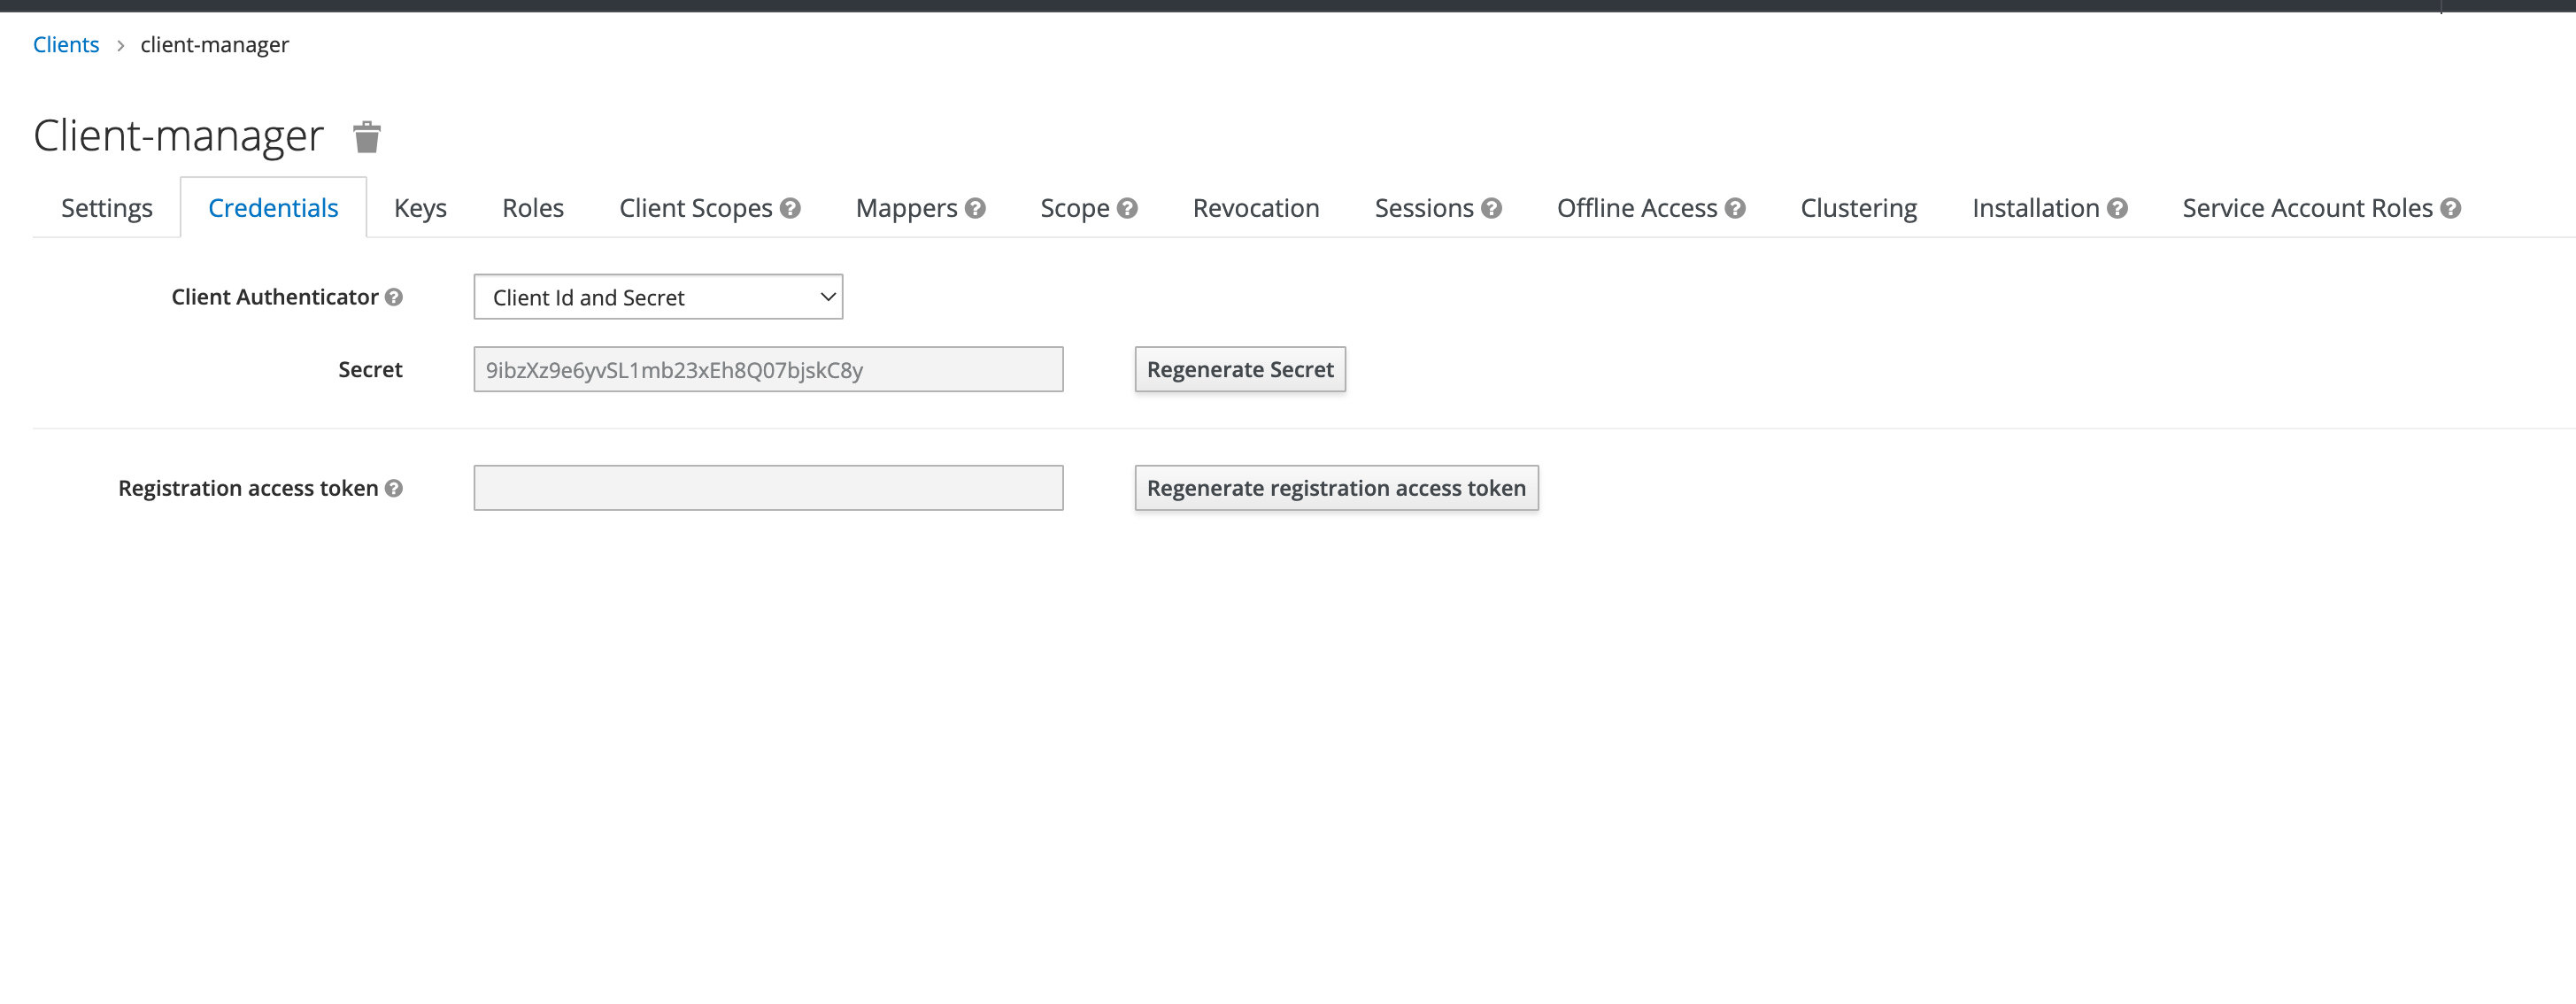 Clients > client-manager
Client-manager
Settings Credentials Keys Roles Client Scopes Mappers Scope Revocation Sessions Offline Access Clustering Installation Service Account Roles
Client Authenticator Client Id and Secret
Secret 9ibzXz9e6yvSL1mb23xEh8Q07bjskC8y Regenerate Secret
Registration access token Regenerate registration access token